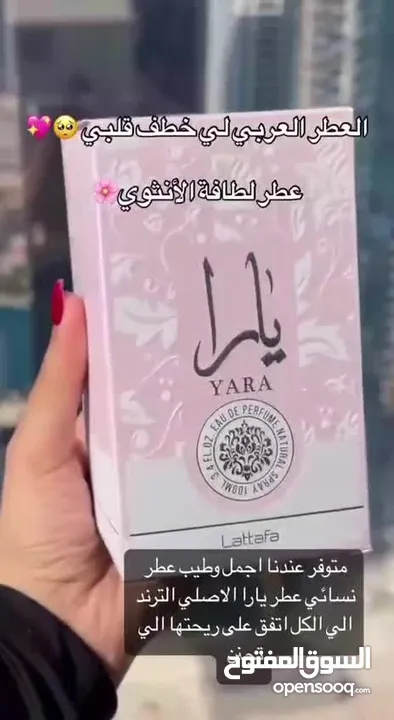 العطر العربي لي خطف قلبي🥺💖
عطر لطافة الأنثوي🌸
يارا
YARA
EAU DE PERFUME NATURAL SPRAY 100ML 3.4 FL.OZ.
Lattafa
متوفر عندنا اجمل وطيب عطر
نسائي عطر يارا الاصلي الترند
الي الكل اتفق على ريحتها الي
السوق المفتوح
opensooq.com